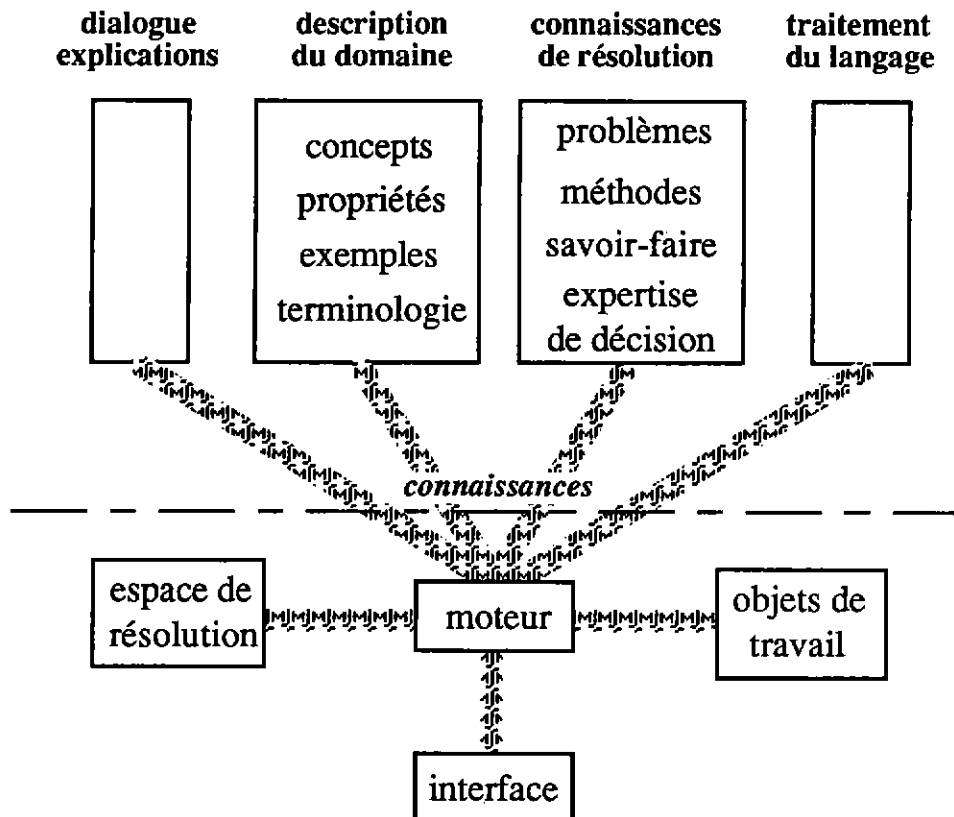 dialogue
explications
description
du domaine
connaissances
de résolution
traitement
du langage
concepts
propriétés
exemples
terminologie
problèmes
méthodes
savoir-faire
expertise
de décision
connaissances
espace de
résolution
moteur
objets de
travail
interface